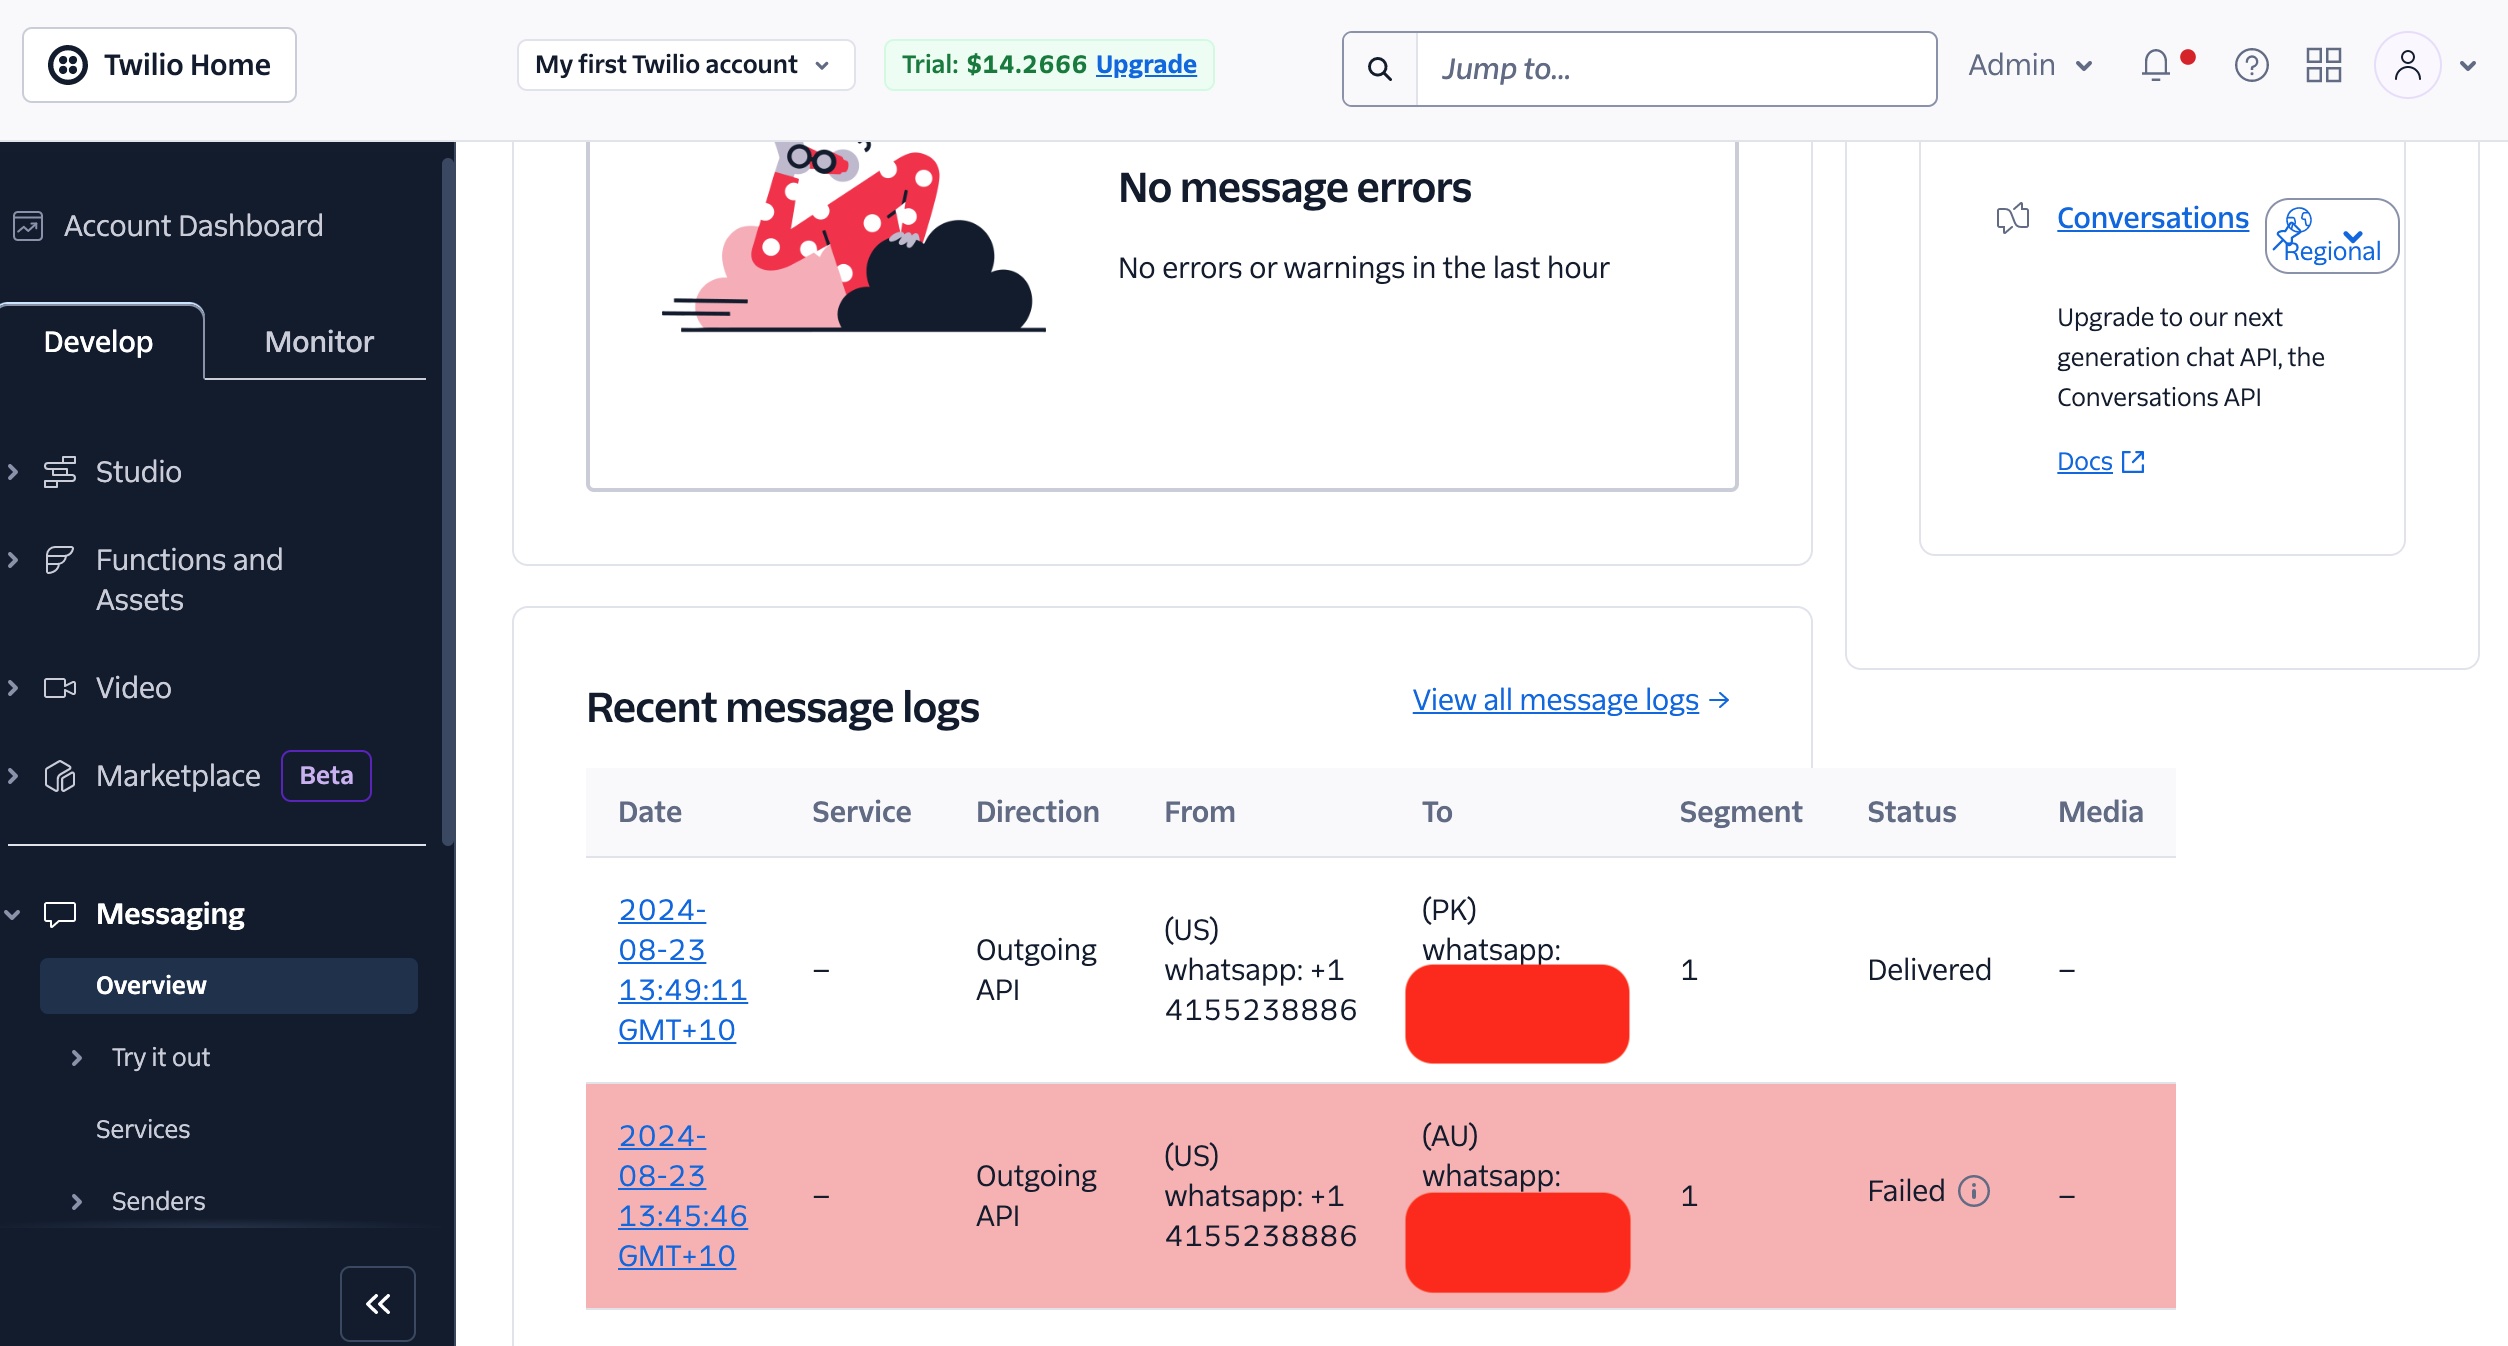 Twilio Home
My first Twilio account
Trial: $14.2666 Upgrade
Jump to...
Admin
Account Dashboard
Develop
Monitor
Studio
Functions and
Assets
Video
Marketplace Beta
Messaging
Overview
Try it out
Services
Senders
No message errors
No errors or warnings in the last hour
Conversations
Regional
Upgrade to our next
generation chat API, the
Conversations API
Docs
Recent message logs
View all message logs →
Date Service Direction From To Segment Status Media
2024-
08-23
13:49:11
GMT+10
–
Outgoing
API
(US)
whatsapp: +1
4155238886
(PK)
whatsapp:
1
Delivered
–
2024-
08-23
13:45:46
GMT+10
–
Outgoing
API
(US)
whatsapp: +1
4155238886
(AU)
whatsapp:
1
Failed
–